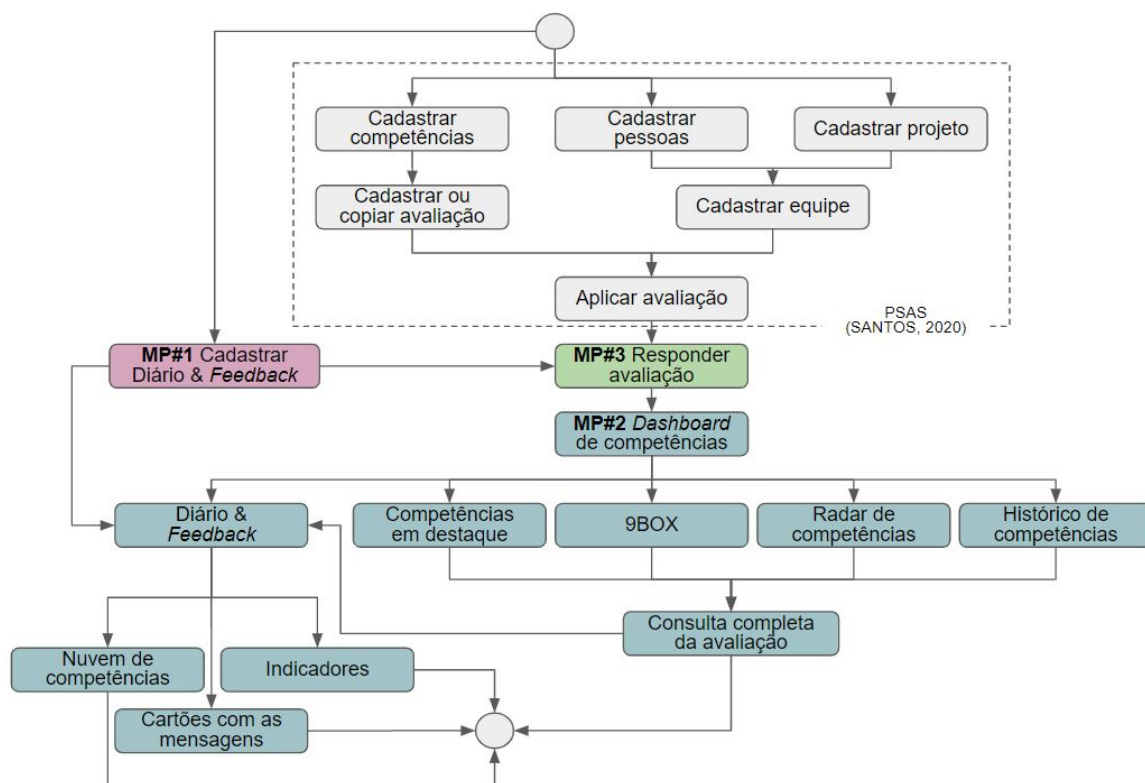 Cadastrar
competências
Cadastrar
pessoas
Cadastrar projeto
Cadastrar ou
copiar avaliação
Cadastrar equipe
Aplicar avaliação
PSAS
(SANTOS, 2020)
MP#1 Cadastrar
Diário & Feedback
MP#3 Responder
avaliação
MP#2 Dashboard
de competências
Diário &
Feedback
Competências
em destaque
9BOX
Radar de
competências
Histórico de
competências
Consulta completa
da avaliação
Nuvem de
competências
Indicadores
Cartões com as
mensagens